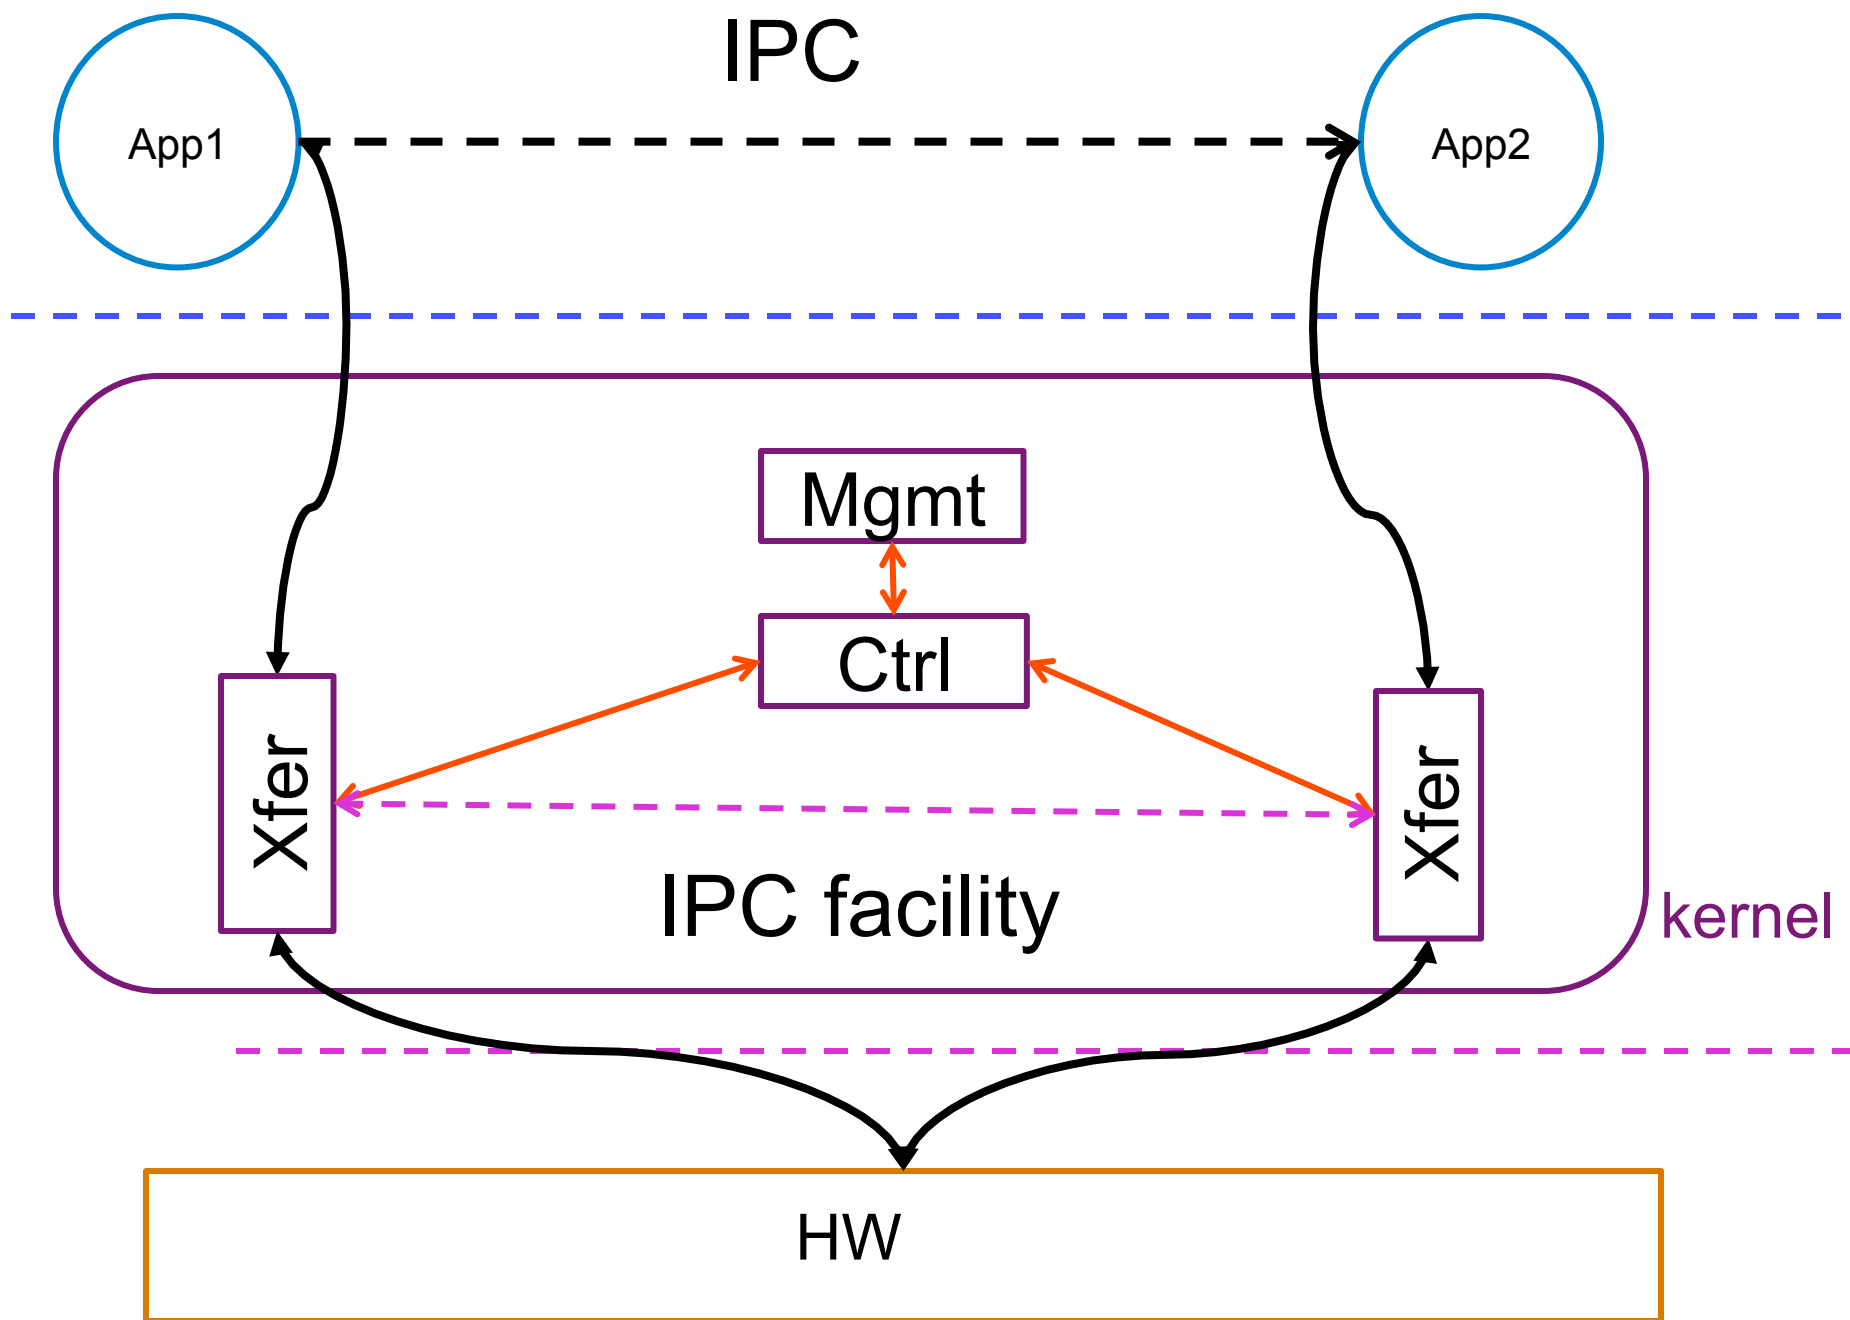 IPC
App1
App2
Mgmt
Ctrl
Xfer
Xfer
IPC facility
kernel
HW